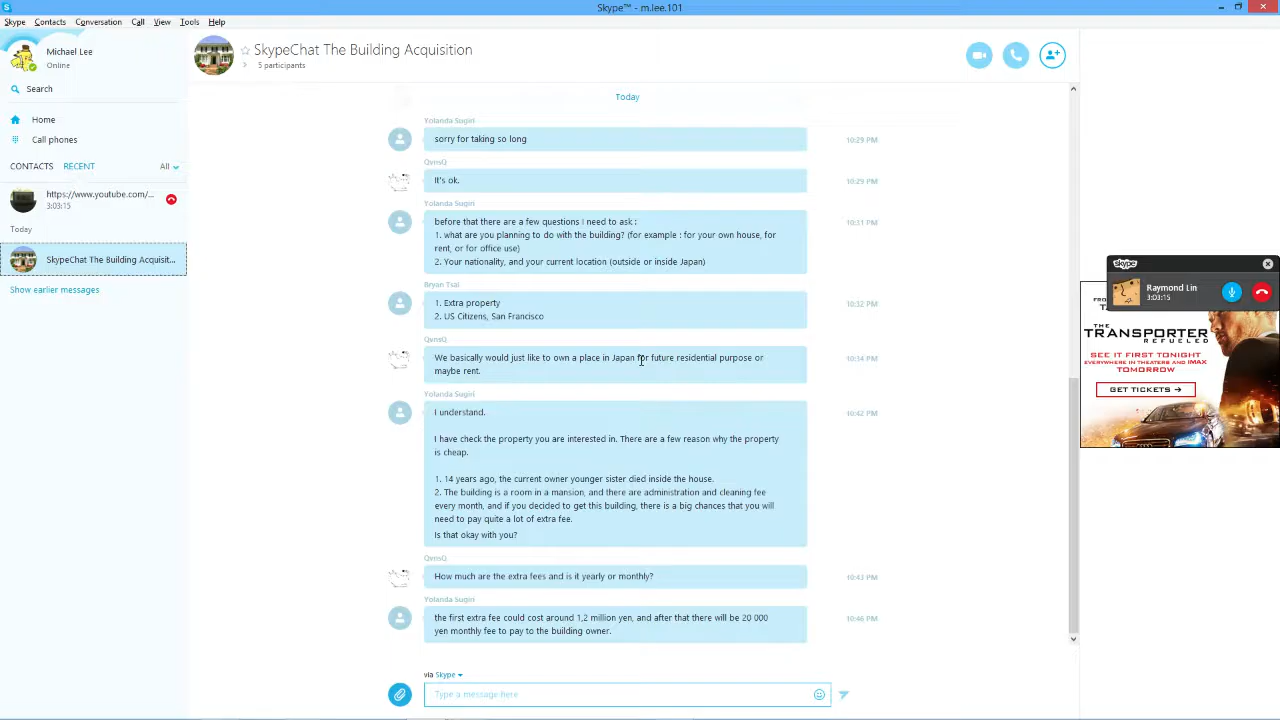 Skype™ - m.lee.101
Skype Contacts Conversation Call View Tools Help
Michael Lee
Online
Search
Home
Call phones
CONTACTS RECENT All
https://www.youtube.com/...
3:03:15
Today
SkypeChat The Building Acquisit...
Show earlier messages
SkypeChat The Building Acquisition
5 participants
Today
Yolanda Sugiri
sorry for taking so long
10:29 PM
QvnsQ
It's ok.
10:29 PM
Yolanda Sugiri
before that there are a few questions i need to ask :
10:31 PM
1. what are you planning to do with the building? (for example : for your own house, for
rent, or for office use)
2. Your nationality, and your current location (outside or inside Japan)
Bryan Tsai
1. Extra property
10:32 PM
2. US Citizens, San Francisco
QvnsQ
We basically would just like to own a place in Japan for future residential purpose or
10:34 PM
maybe rent.
Yolanda Sugiri
I understand.
10:42 PM
I have check the property you are interested in. There are a few reason why the property
is cheap.
1. 14 years ago, the current owner younger sister died inside the house.
2. The building is a room in a mansion, and there are administration and cleaning fee
every month, and if you decided to get this building, there is a big chances that you will
need to pay quite a lot of extra fee.
Is that okay with you?
QvnsQ
How much are the extra fees and is it yearly or monthly?
10:43 PM
Yolanda Sugiri
the first extra fee could cost around 1,2 million yen, and after that there will be 20 000
10:46 PM
yen monthly fee to pay to the building owner.
via Skype
Type a message here
skype
Raymond Lin
3:03:15
THE
TRANSPORTER
REFUELED
SEE IT FIRST TONIGHT
EVERYWHERE IN THEATERS AND IMAX
TOMORROW
GET TICKETS →